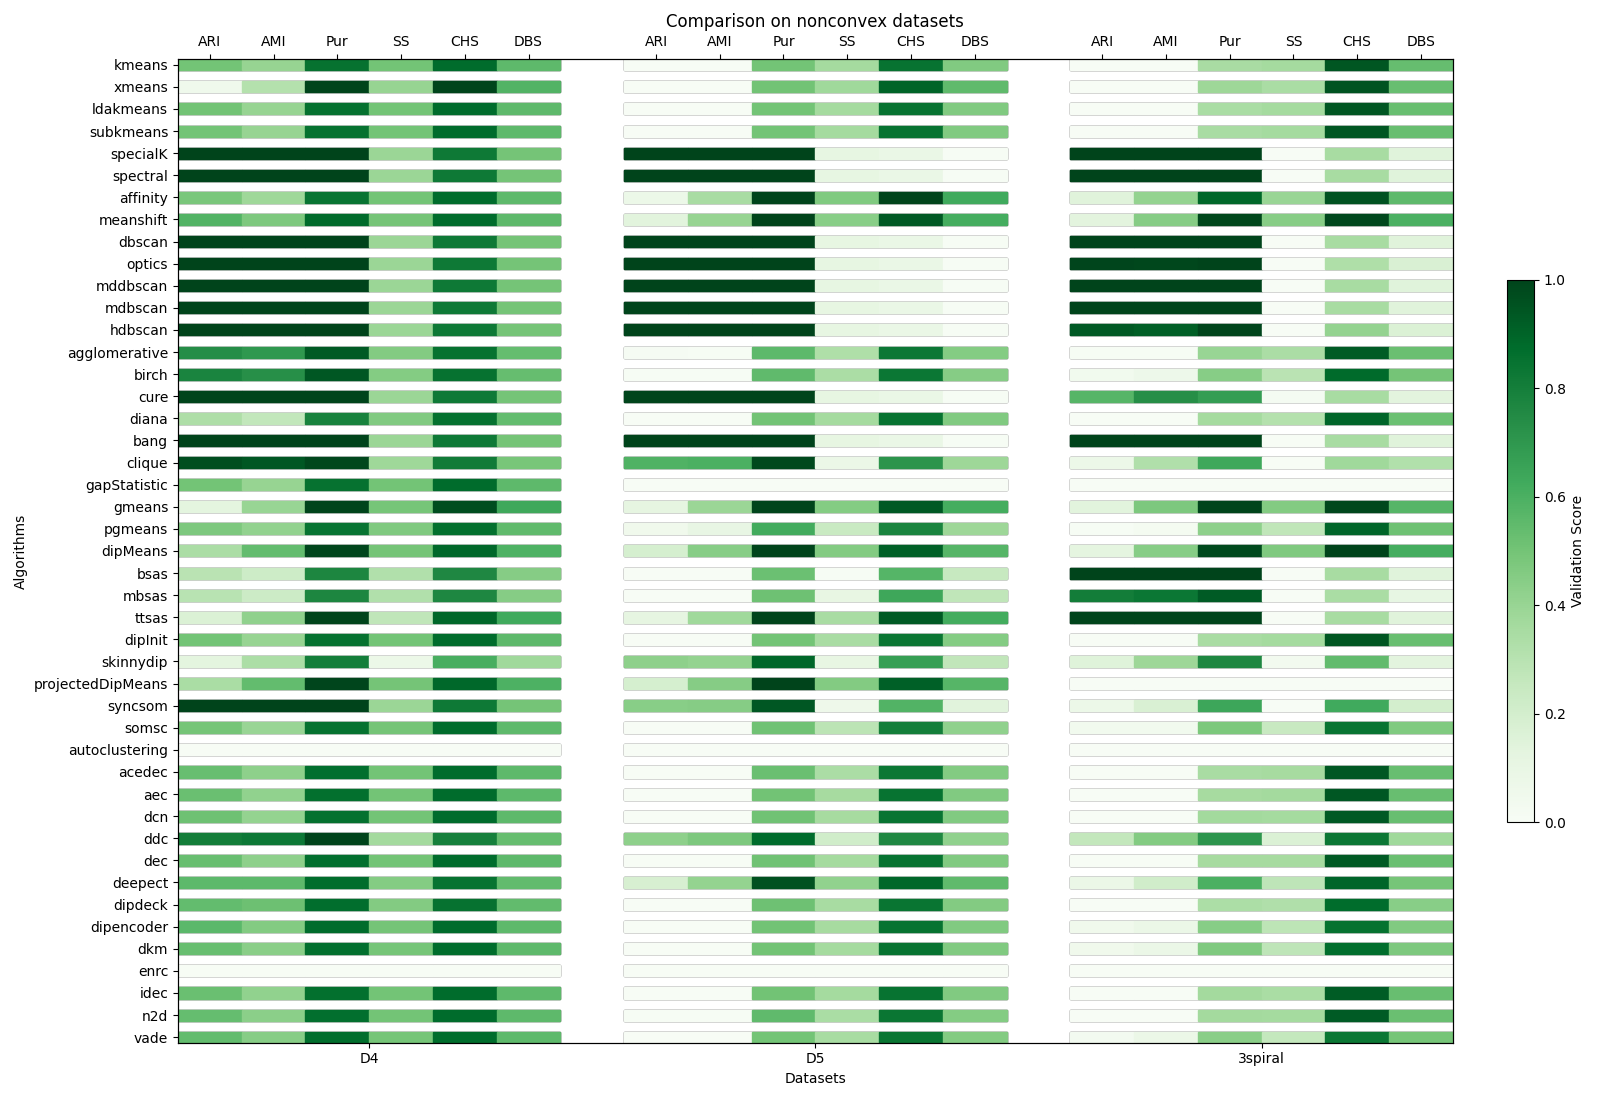 Comparison on nonconvex datasets
ARI AMI Pur SS CHS DBS ARI AMI Pur SS CHS DBS ARI AMI Pur SS CHS DBS
kmeans
xmeans
ldakmeans
subkmeans
specialK
spectral
affinity
meanshift
dbscan
optics
mddbscan
mdbscan
hdbscan
agglomerative
birch
cure
diana
bang
clique
gapStatistic
gmeans
pgmeans
dipMeans
bsas
mbsas
ttsas
dipInit
skinnydip
projectedDipMeans
syncsom
somsc
autoclustering
acedec
aec
dcn
ddc
dec
deepect
dipdeck
dipencoder
dkm
enrc
idec
n2d
vade
Algorithms
D4 D5 3spiral
Datasets
1.0
0.8
0.6
0.4
0.2
0.0
Validation Score